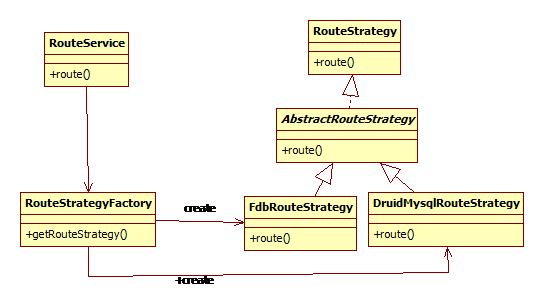 RouteService
+route()
RouteStrategy
+route()
AbstractRouteStrategy
+route()
RouteStrategyFactory
+getRouteStrategy()
create
FdbRouteStrategy
+route()
DruidMysqlRouteStrategy
+route()
+create